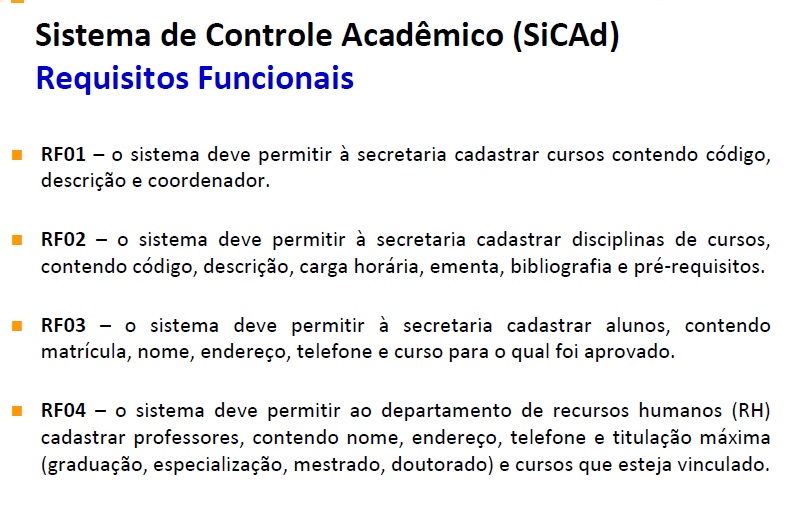 Sistema de Controle Acadêmico (SiCAd)
Requisitos Funcionais
RF01 – o sistema deve permitir à secretaria cadastrar cursos contendo código,
descrição e coordenador.
RF02 – o sistema deve permitir à secretaria cadastrar disciplinas de cursos,
contendo código, descrição, carga horária, ementa, bibliografia e pré-requisitos.
RF03 – o sistema deve permitir à secretaria cadastrar alunos, contendo
matrícula, nome, endereço, telefone e curso para o qual foi aprovado.
RF04 – o sistema deve permitir ao departamento de recursos humanos (RH)
cadastrar professores, contendo nome, endereço, telefone e titulação máxima
(graduação, especialização, mestrado, doutorado) e cursos que esteja vinculado.